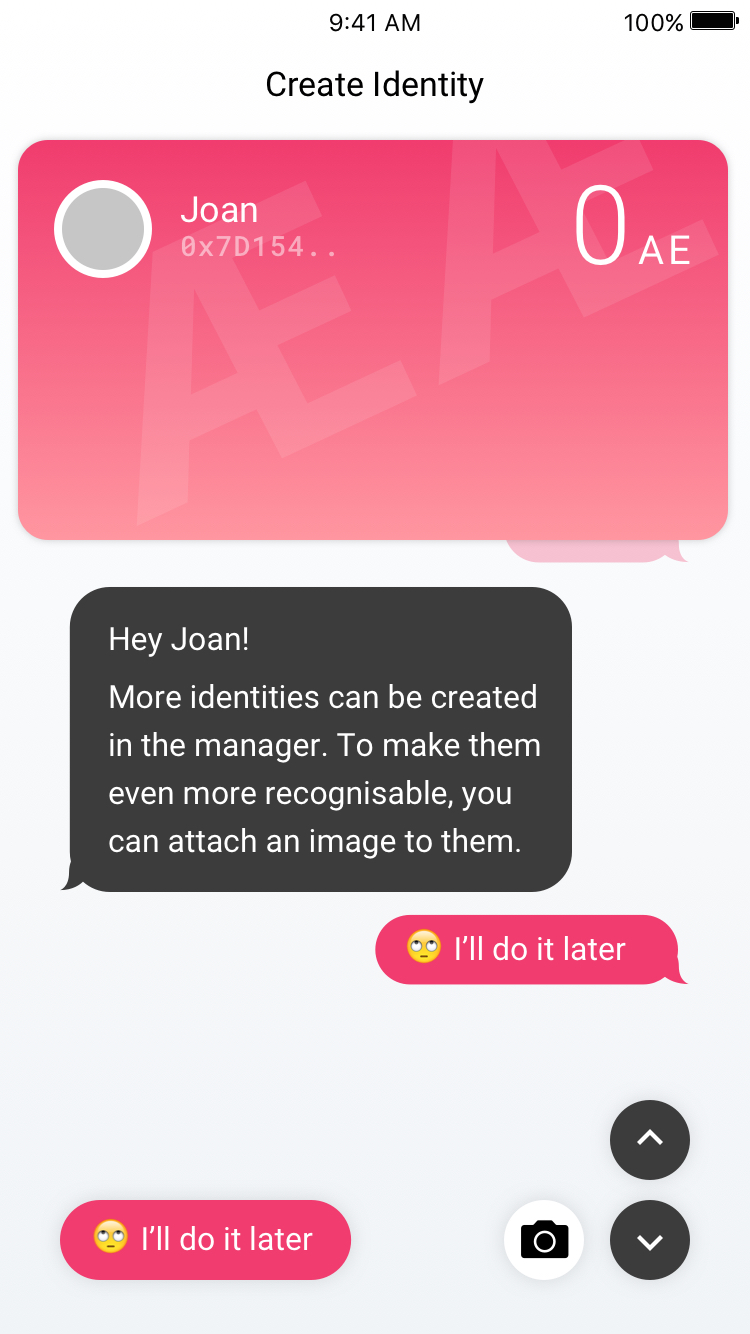 9:41 AM 100%
Create Identity
Joan
0x7D154..
0 AE
Æ Æ
Hey Joan!
More identities can be created
in the manager. To make them
even more recognisable, you
can attach an image to them.
🙄 I’ll do it later
🙄 I’ll do it later